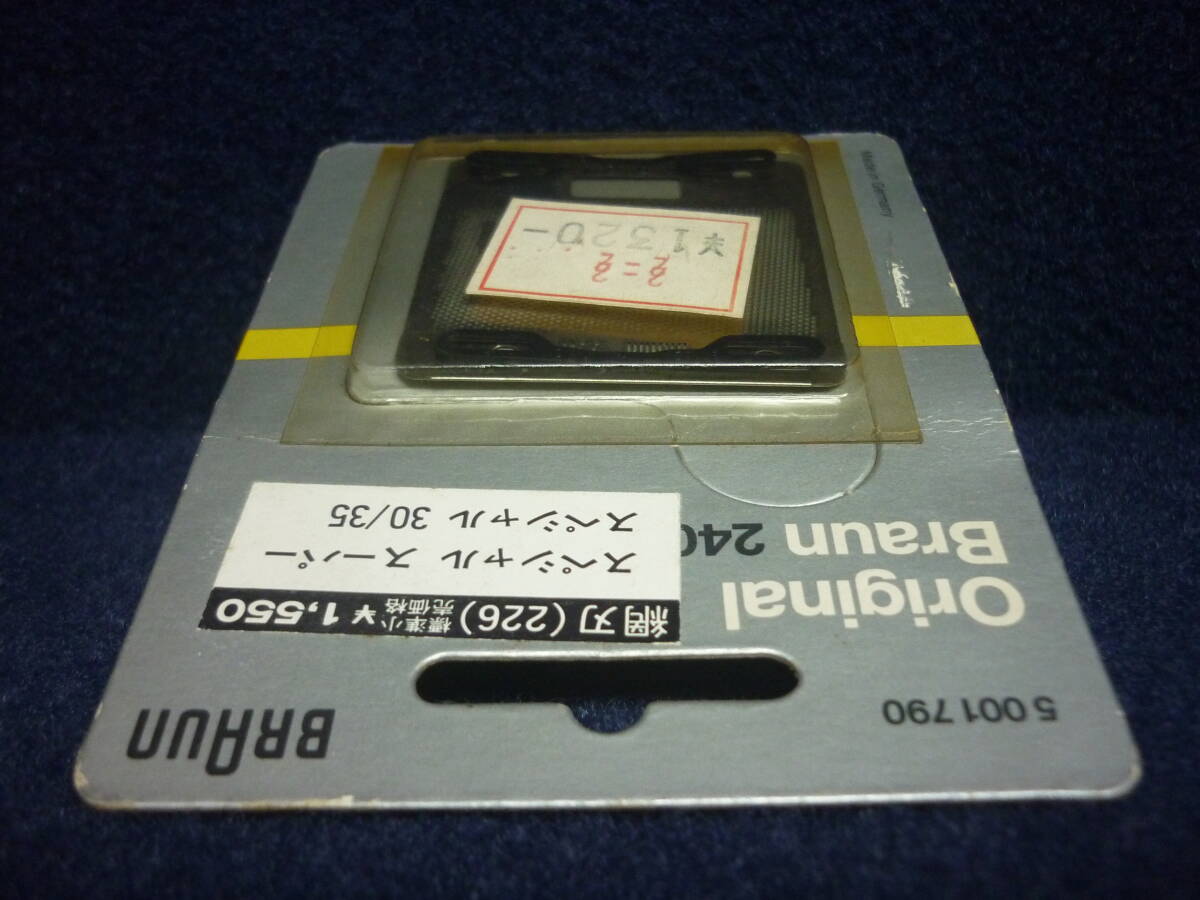 BRAUN
5 001 790
網刃 (226) 標準小売価格 ¥1,550
スペシャル スーパー
スペシャル 30/35
Original
Braun 240
¥1320-
Made in Germany